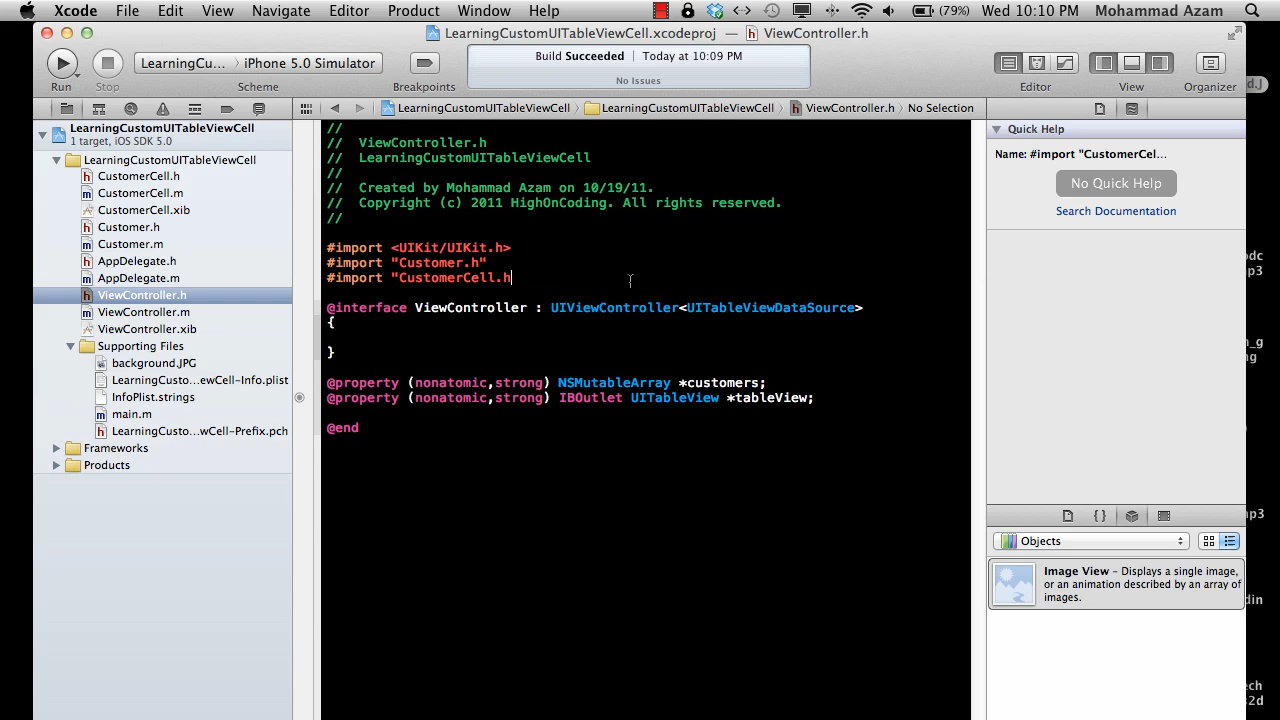 Xcode File Edit View Navigate Editor Product Window Help (79%) Wed 10:10 PM Mohammad Azam
LearningCustomUITableViewCell.xcodeproj — ViewController.h
Run Stop
LearningCu... iPhone 5.0 Simulator
Scheme
Breakpoints
Build Succeeded Today at 10:09 PM
No Issues
Editor View Organizer
LearningCustomUITableViewCell LearningCustomUITableViewCell ViewController.h No Selection
LearningCustomUITableViewCell
1 target, iOS SDK 5.0
LearningCustomUITableViewCell
CustomerCell.h
CustomerCell.m
CustomerCell.xib
Customer.h
Customer.m
AppDelegate.h
AppDelegate.m
ViewController.h
ViewController.m
ViewController.xib
Supporting Files
background.JPG
LearningCusto...ewCell-Info.plist
InfoPlist.strings
main.m
LearningCusto...wCell-Prefix.pch
Frameworks
Products
//
// ViewController.h
// LearningCustomUITableViewCell
//
// Created by Mohammad Azam on 10/19/11.
// Copyright (c) 2011 HighOnCoding. All rights reserved.
//
#import <UIKit/UIKit.h>
#import "Customer.h"
#import "CustomerCell.h
@interface ViewController : UIViewController<UITableViewDataSource>
{
}
@property (nonatomic,strong) NSMutableArray *customers;
@property (nonatomic,strong) IBOutlet UITableView *tableView;
@end
Quick Help
Name: #import "CustomerCel...
No Quick Help
Search Documentation
{ }
Objects
Image View – Displays a single image,
or an animation described by an array of
images.